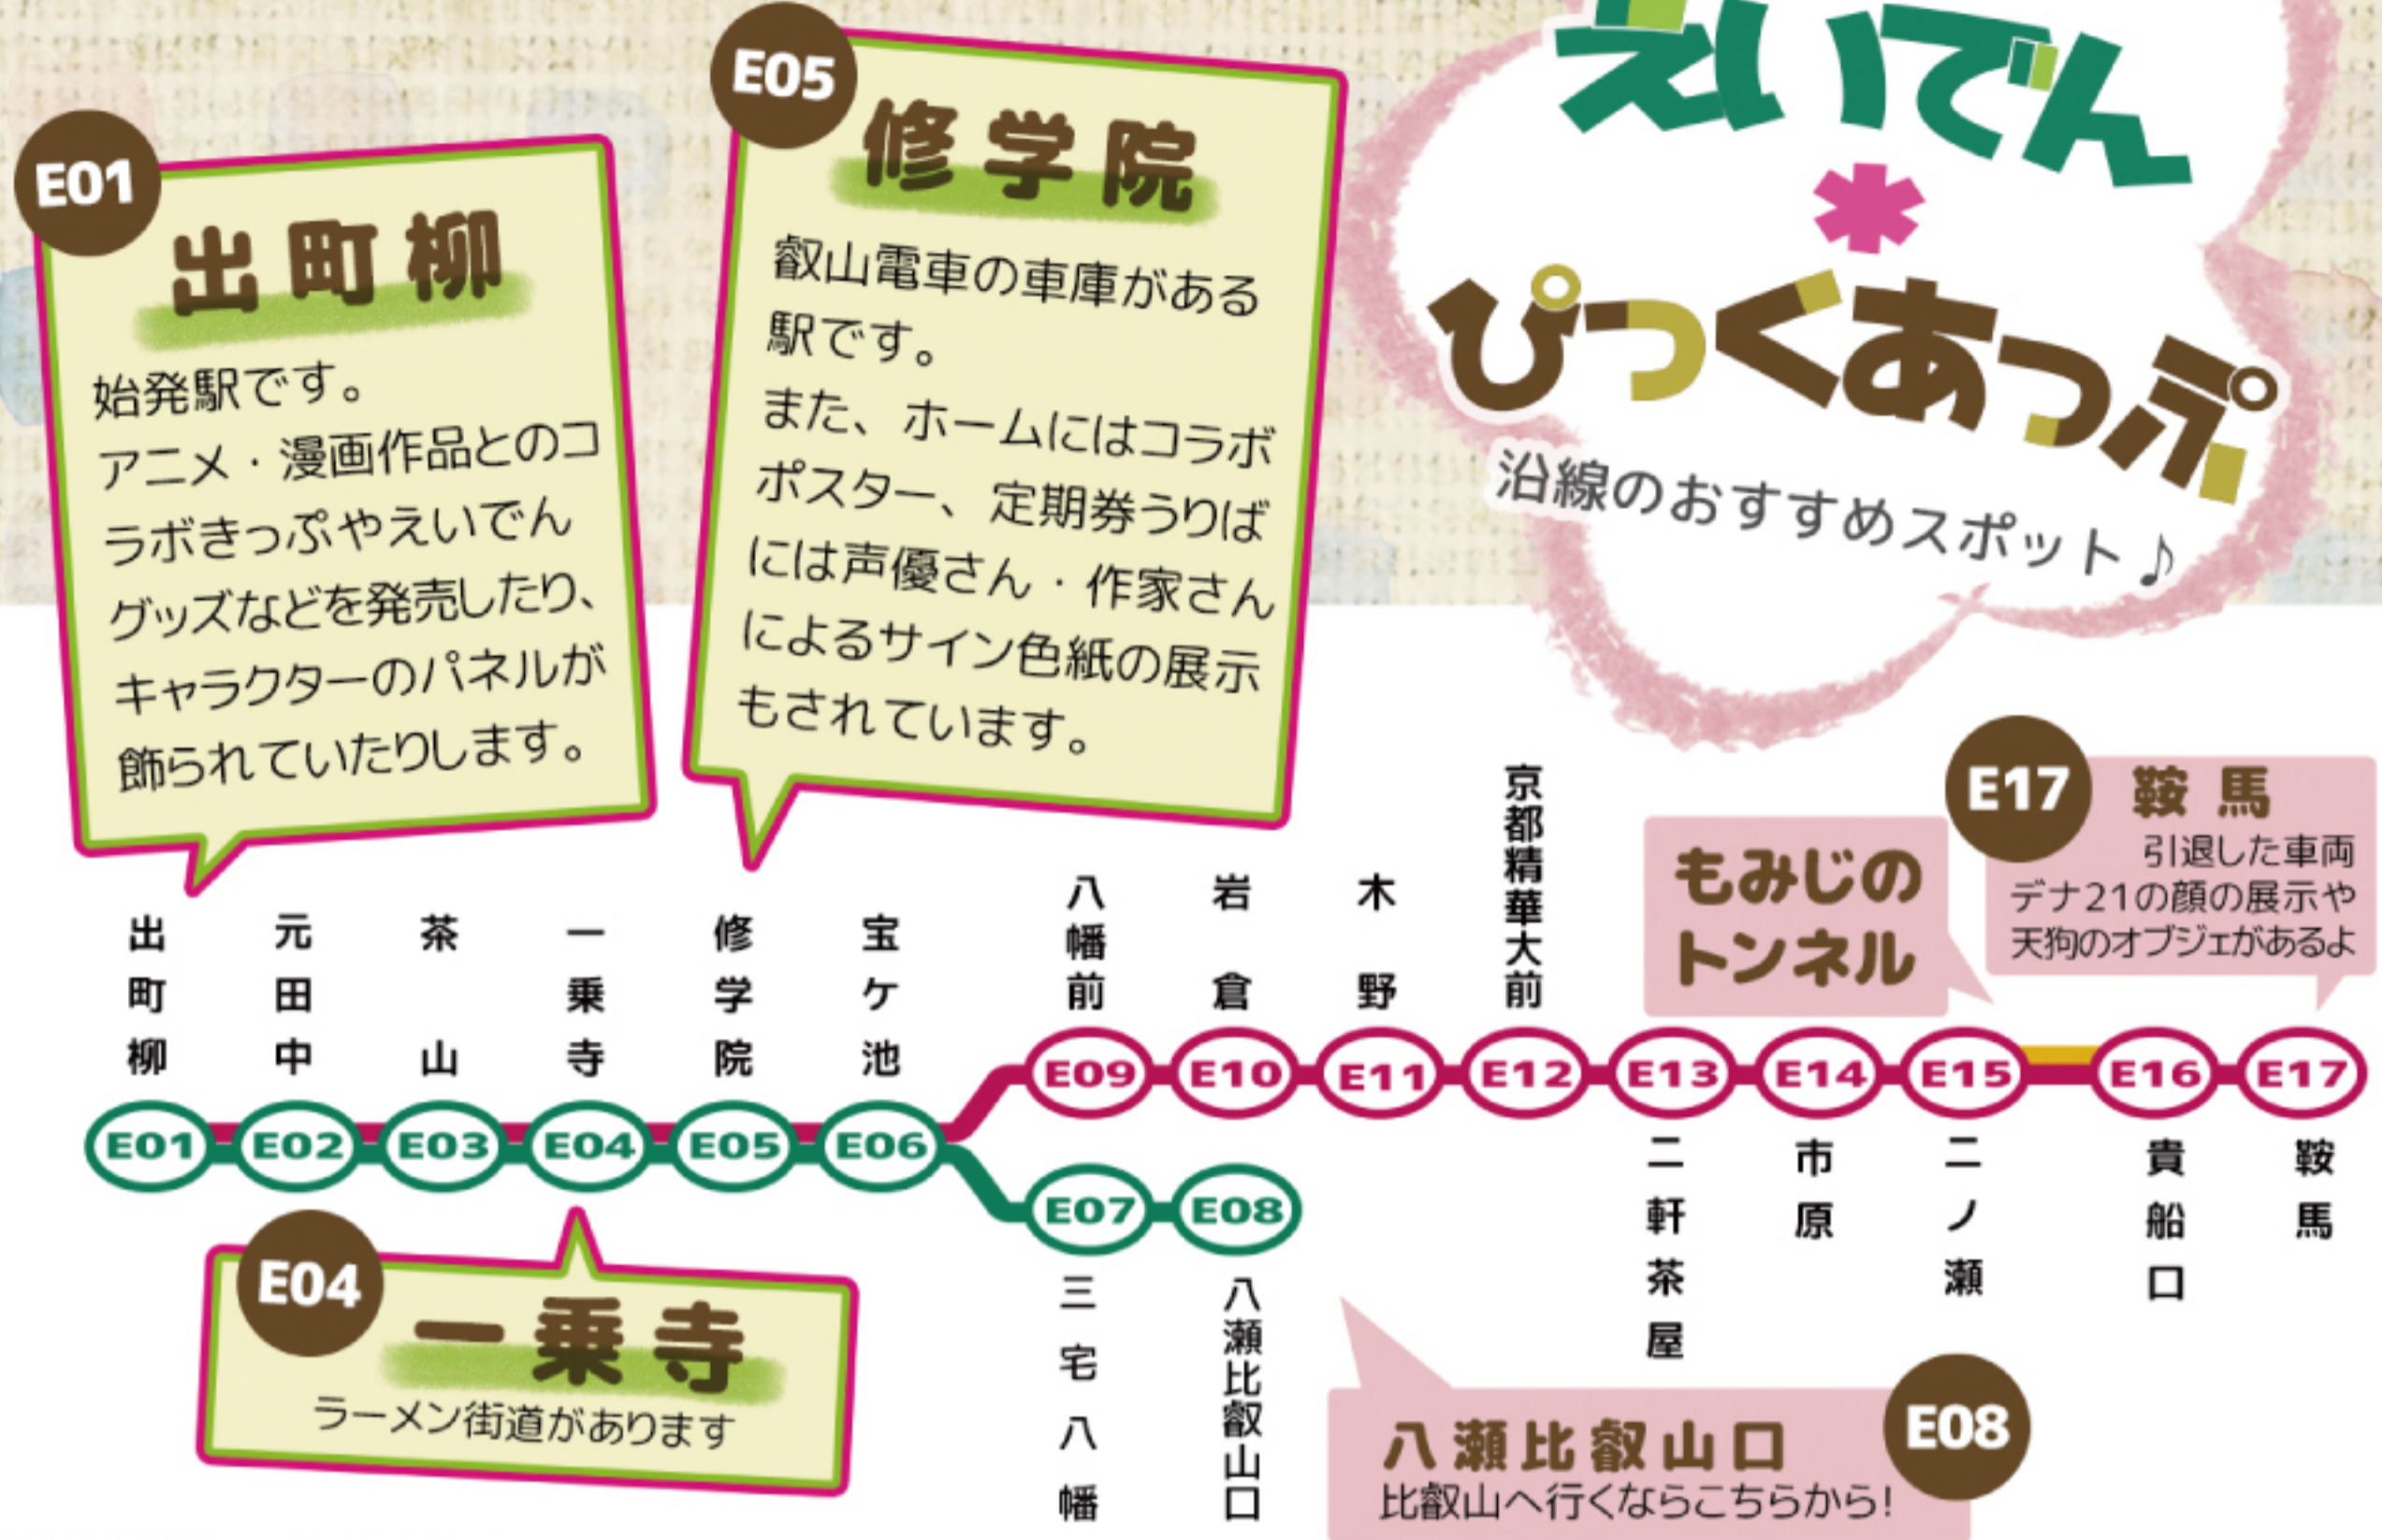 えいでん
*
ぴっくあっぷ
沿線のおすすめスポット♪
E01
出町柳
始発駅です。
アニメ・漫画作品とのコ
ラボきっぷやえいでん
グッズなどを発売したり、
キャラクターのパネルが
飾られていたりします。
E05
修学院
叡山電車の車庫がある
駅です。
また、ホームにはコラボ
ポスター、定期券うりば
には声優さん・作家さん
によるサイン色紙の展示
もされています。
もみじの
トンネル
E17
鞍馬
引退した車両
デナ21の顔の展示や
天狗のオブジェがあるよ
出町柳
元田中
茶山
一乗寺
修学院
宝ケ池
八幡前
岩倉
木野
京都精華大前
E09 E10 E11 E12 E13 E14 E15 E16 E17
E01 E02 E03 E04 E05 E06
E07 E08
二軒茶屋
市原
二ノ瀬
貴船口
鞍馬
三宅八幡
八瀬比叡山口
E04
一乗寺
ラーメン街道があります
E08
八瀬比叡山口
比叡山へ行くならこちらから!